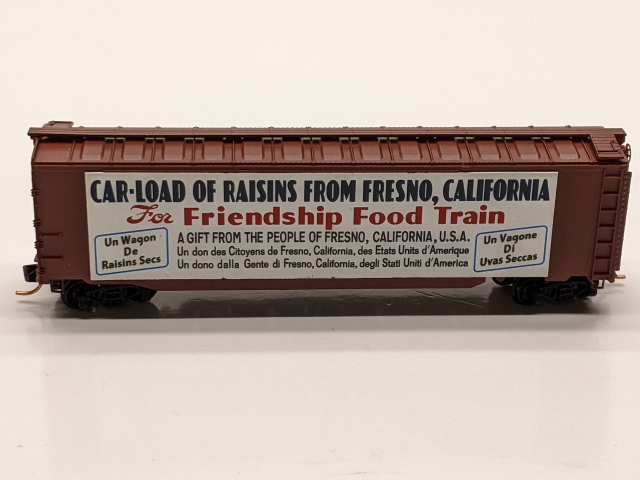 CAR-LOAD OF RAISINS FROM FRESNO, CALIFORNIA
For Friendship Food Train
Un Wagon
De
Raisins Secs
A GIFT FROM THE PEOPLE OF FRESNO, CALIFORNIA, U.S.A.
Un don des Citoyens de Fresno, California, des Etats Unites d'Amerique
Un dono dalla Gente di Fresno, California, degli Stati Uniti d'America
Un Vagone
Di
Uvas Seccas